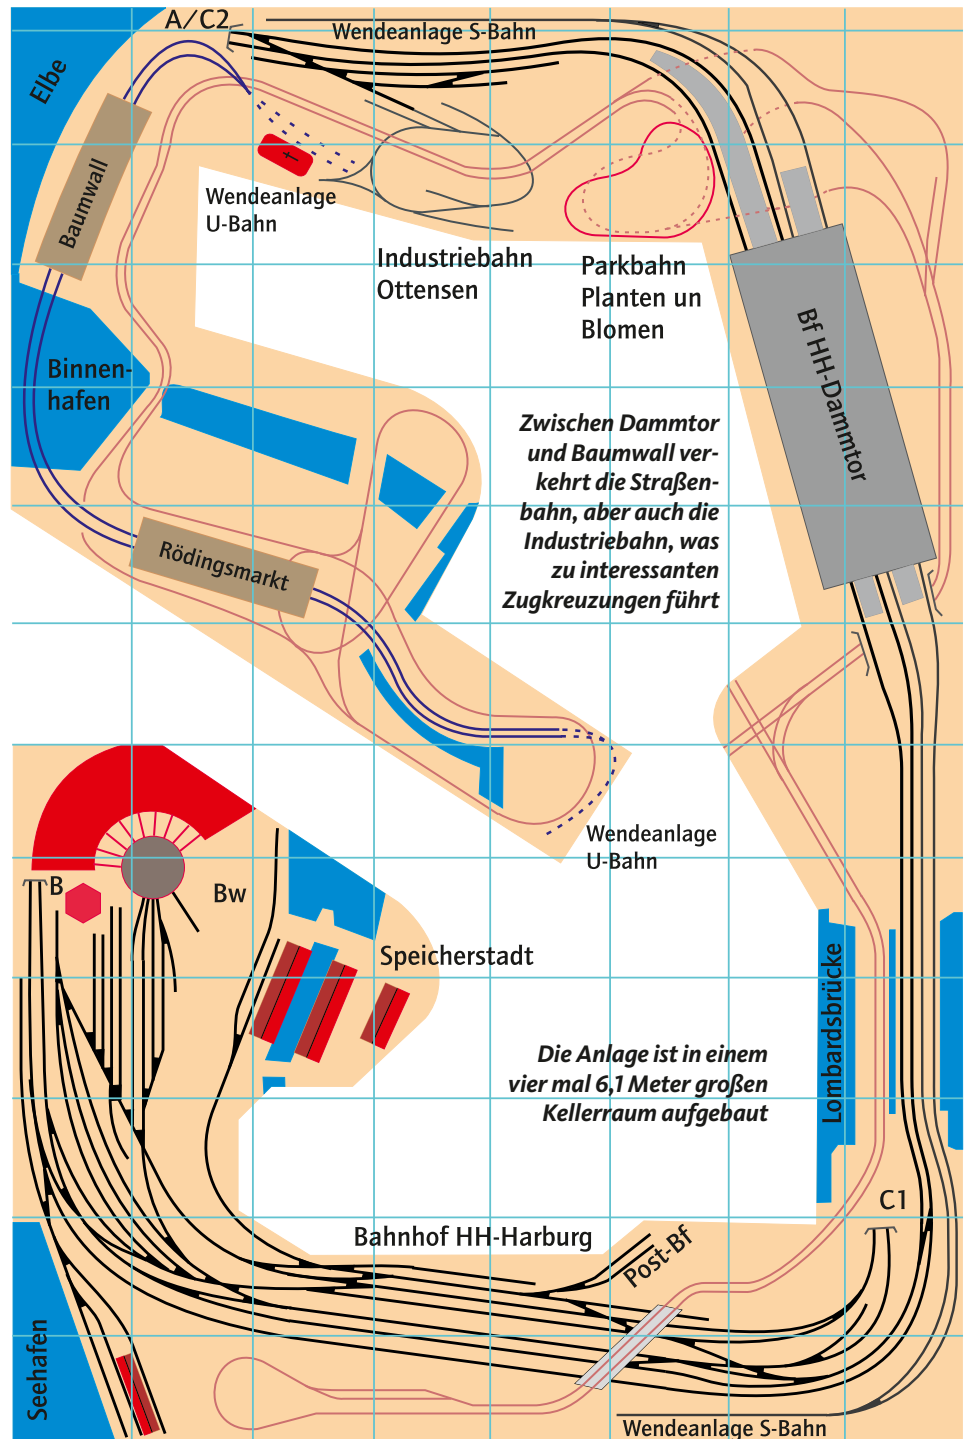 A/C2
Wendeanlage S-Bahn
Elbe
Baumwall
Wendeanlage
U-Bahn
Industriebahn
Ottensen
Parkbahn
Planten un
Blomen
Bf HH-Dammtor
Binnen-
hafen
Zwischen Dammtor
und Baumwall ver-
kehrt die Straßen-
bahn, aber auch die
Industriebahn, was
zu interessanten
Zugkreuzungen führt
Rödingsmarkt
Wendeanlage
U-Bahn
B
Bw
Speicherstadt
Lombardsbrücke
Die Anlage ist in einem
vier mal 6,1 Meter großen
Kellerraum aufgebaut
C1
Bahnhof HH-Harburg
Post-Bf
Seehafen
Wendeanlage S-Bahn